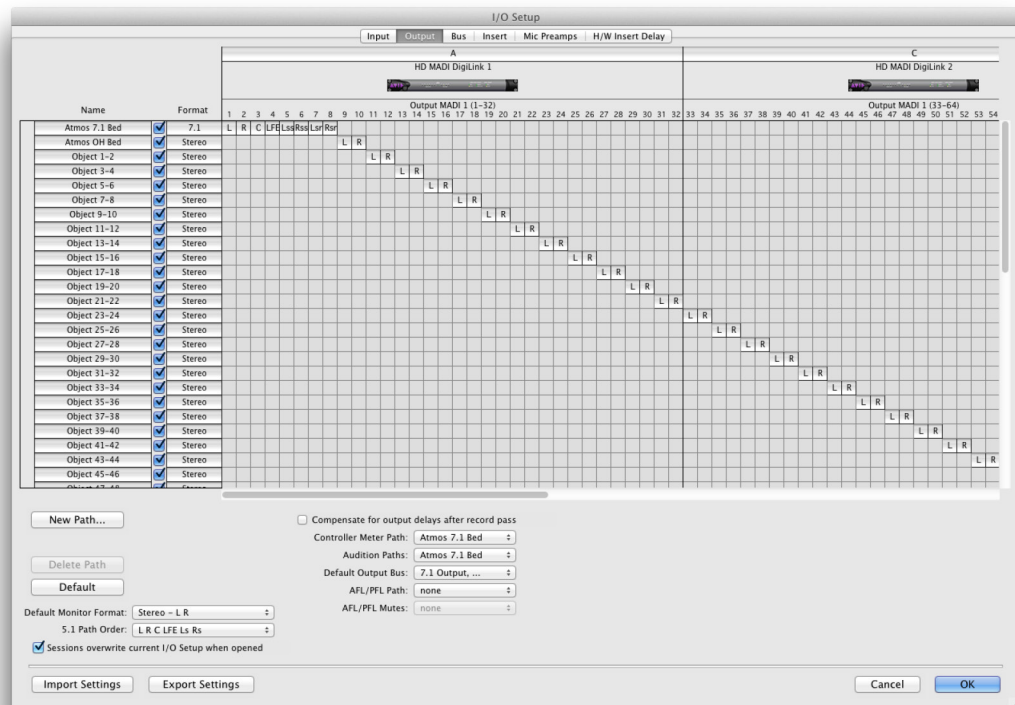 I/O Setup
Input Output Bus Insert Mic Preamps H/W Insert Delay
A C
HD MADI DigiLink 1 HD MADI DigiLink 2
Output MADI 1 (1-32) Output MADI 1 (33-64)
Name Format 1 2 3 4 5 6 7 8 9 10 11 12 13 14 15 16 17 18 19 20 21 22 23 24 25 26 27 28 29 30 31 32 33 34 35 36 37 38 39 40 41 42 43 44 45 46 47 48 49 50 51 52 53 54
Atmos 7.1 Bed 7.1 L R C LFE Lss Rss Lsr Rsr
Atmos OH Bed Stereo L R
Object 1-2 Stereo L R
Object 3-4 Stereo L R
Object 5-6 Stereo L R
Object 7-8 Stereo L R
Object 9-10 Stereo L R
Object 11-12 Stereo L R
Object 13-14 Stereo L R
Object 15-16 Stereo L R
Object 17-18 Stereo L R
Object 19-20 Stereo L R
Object 21-22 Stereo L R
Object 23-24 Stereo L R
Object 25-26 Stereo L R
Object 27-28 Stereo L R
Object 29-30 Stereo L R
Object 31-32 Stereo L R
Object 33-34 Stereo L R
Object 35-36 Stereo L R
Object 37-38 Stereo L R
Object 39-40 Stereo L R
Object 41-42 Stereo L R
Object 43-44 Stereo L R
Object 45-46 Stereo
New Path...
Delete Path
Default
Default Monitor Format: Stereo - L R
5.1 Path Order: L R C LFE Ls Rs
Sessions overwrite current I/O Setup when opened
Compensate for output delays after record pass
Controller Meter Path: Atmos 7.1 Bed
Audition Paths: Atmos 7.1 Bed
Default Output Bus: 7.1 Output, ...
AFL/PFL Path: none
AFL/PFL Mutes: none
Import Settings Export Settings Cancel OK